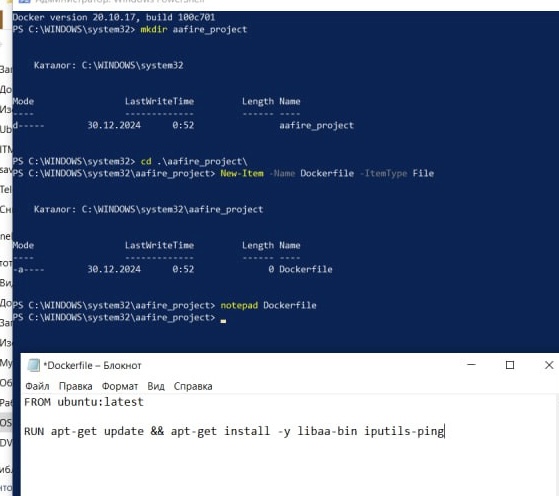 Docker version 20.10.17, build 100c701
PS C:\WINDOWS\system32> mkdir aafire_project
Каталог: C:\WINDOWS\system32
Mode LastWriteTime Length Name
---- ------------- ------ ----
d----- 30.12.2024 0:52 aafire_project
PS C:\WINDOWS\system32> cd .\aafire_project\
PS C:\WINDOWS\system32\aafire_project> New-Item -Name Dockerfile -ItemType File
Каталог: C:\WINDOWS\system32\aafire_project
Mode LastWriteTime Length Name
---- ------------- ------ ----
-a---- 30.12.2024 0:52 0 Dockerfile
PS C:\WINDOWS\system32\aafire_project> notepad Dockerfile
PS C:\WINDOWS\system32\aafire_project>
*Dockerfile – Блокнот
Файл Правка Формат Вид Справка
FROM ubuntu:latest
RUN apt-get update && apt-get install -y libaa-bin iputils-ping